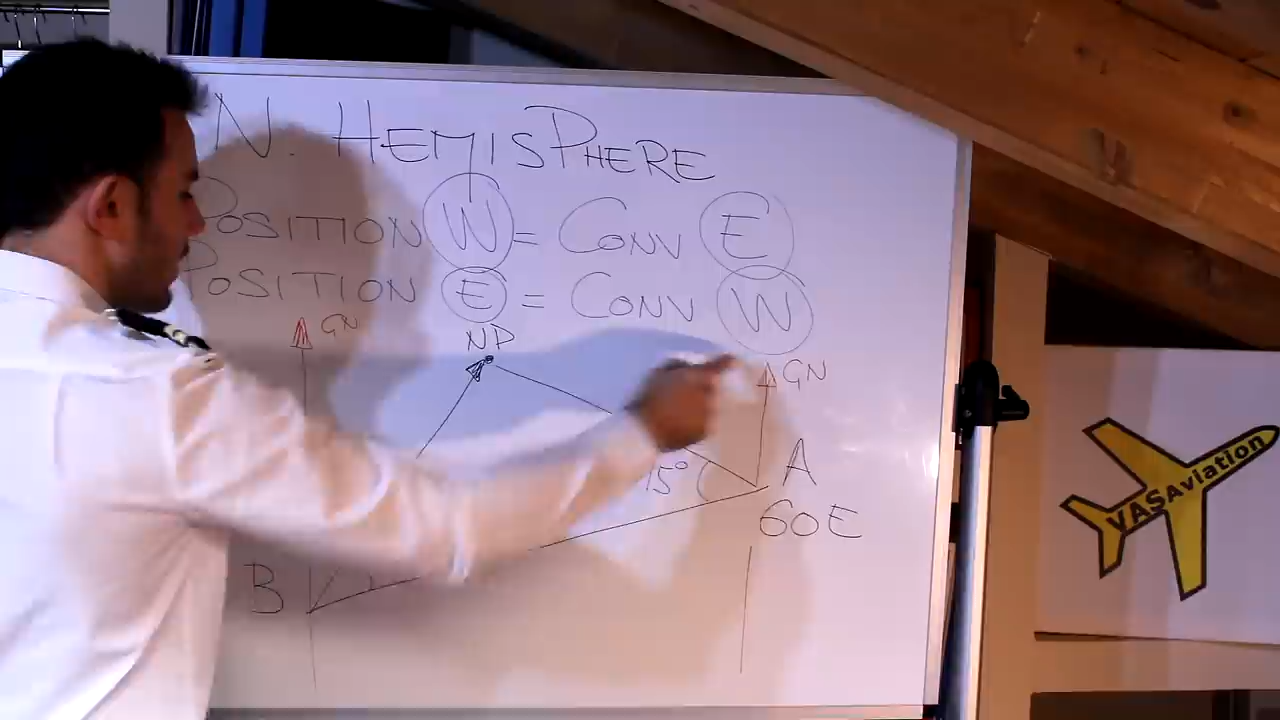 N. HEMISPHERE
POSITION W = CONV E
POSITION E = CONV W
GN
NP
GN
A
15°
60E
B
VASAviation